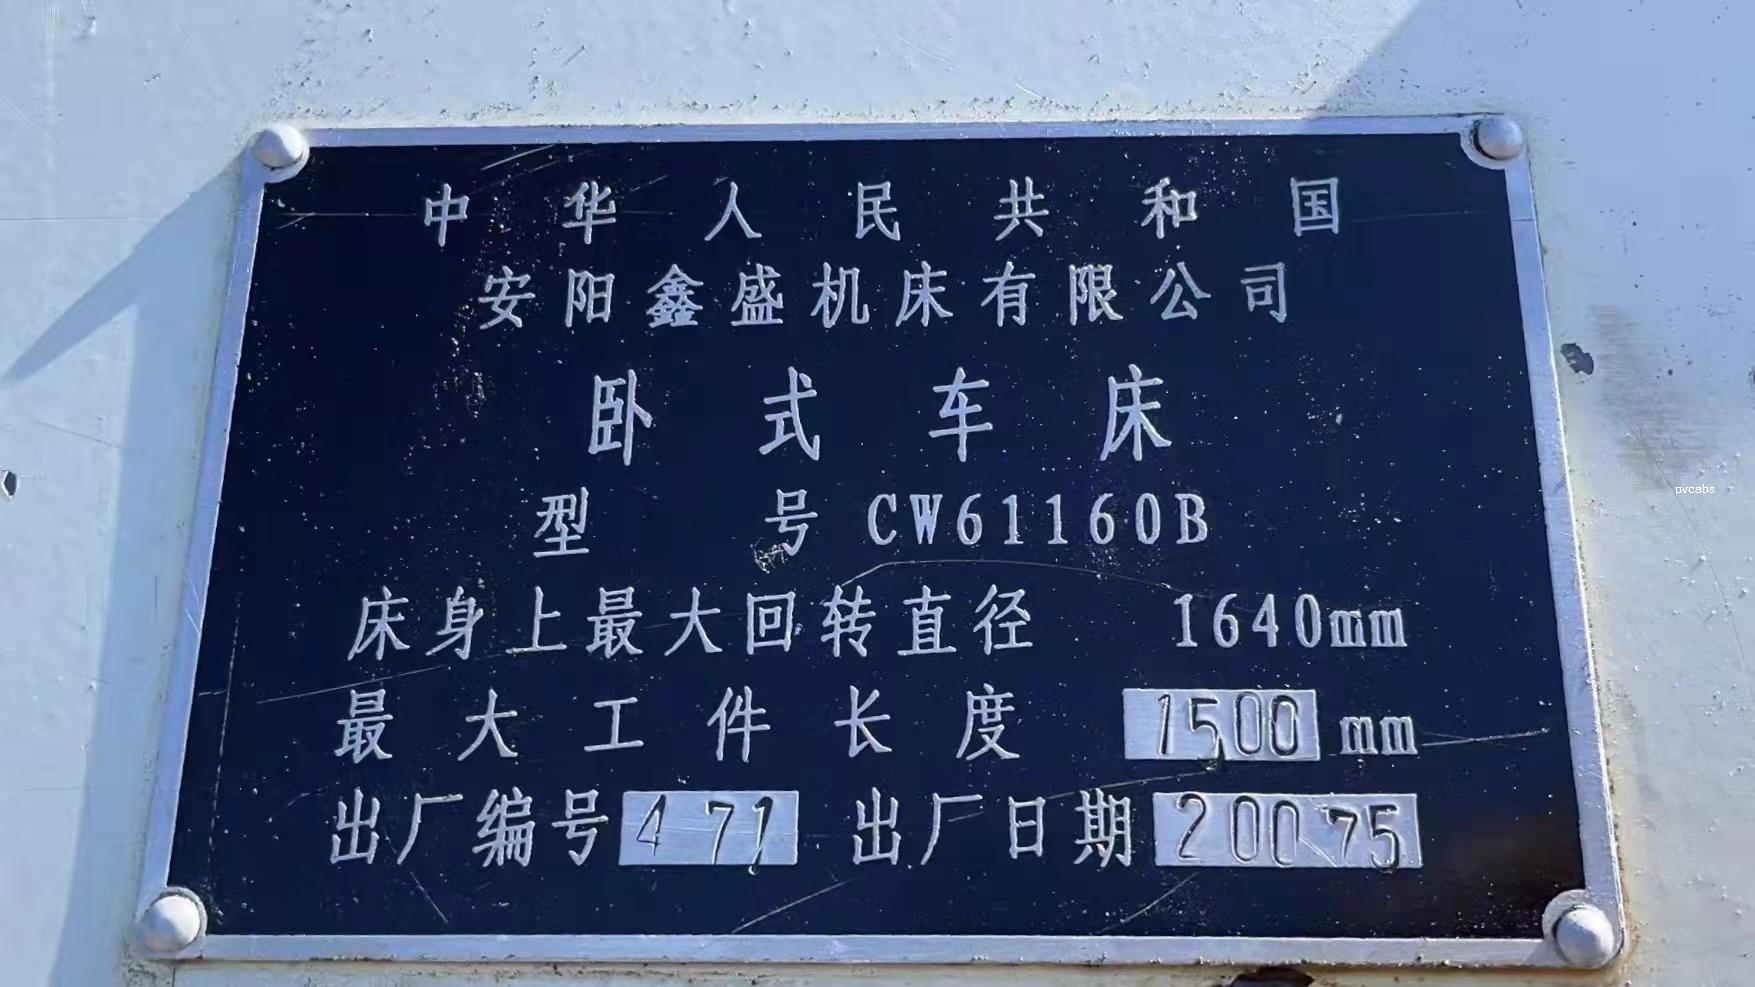 中华人民共和国
安阳鑫盛机床有限公司
卧式车床
型号 CW61160B
床身上最大回转直径 1640mm
最大工件长度 1500 mm
出厂编号 471 出厂日期 20075
pvcabs